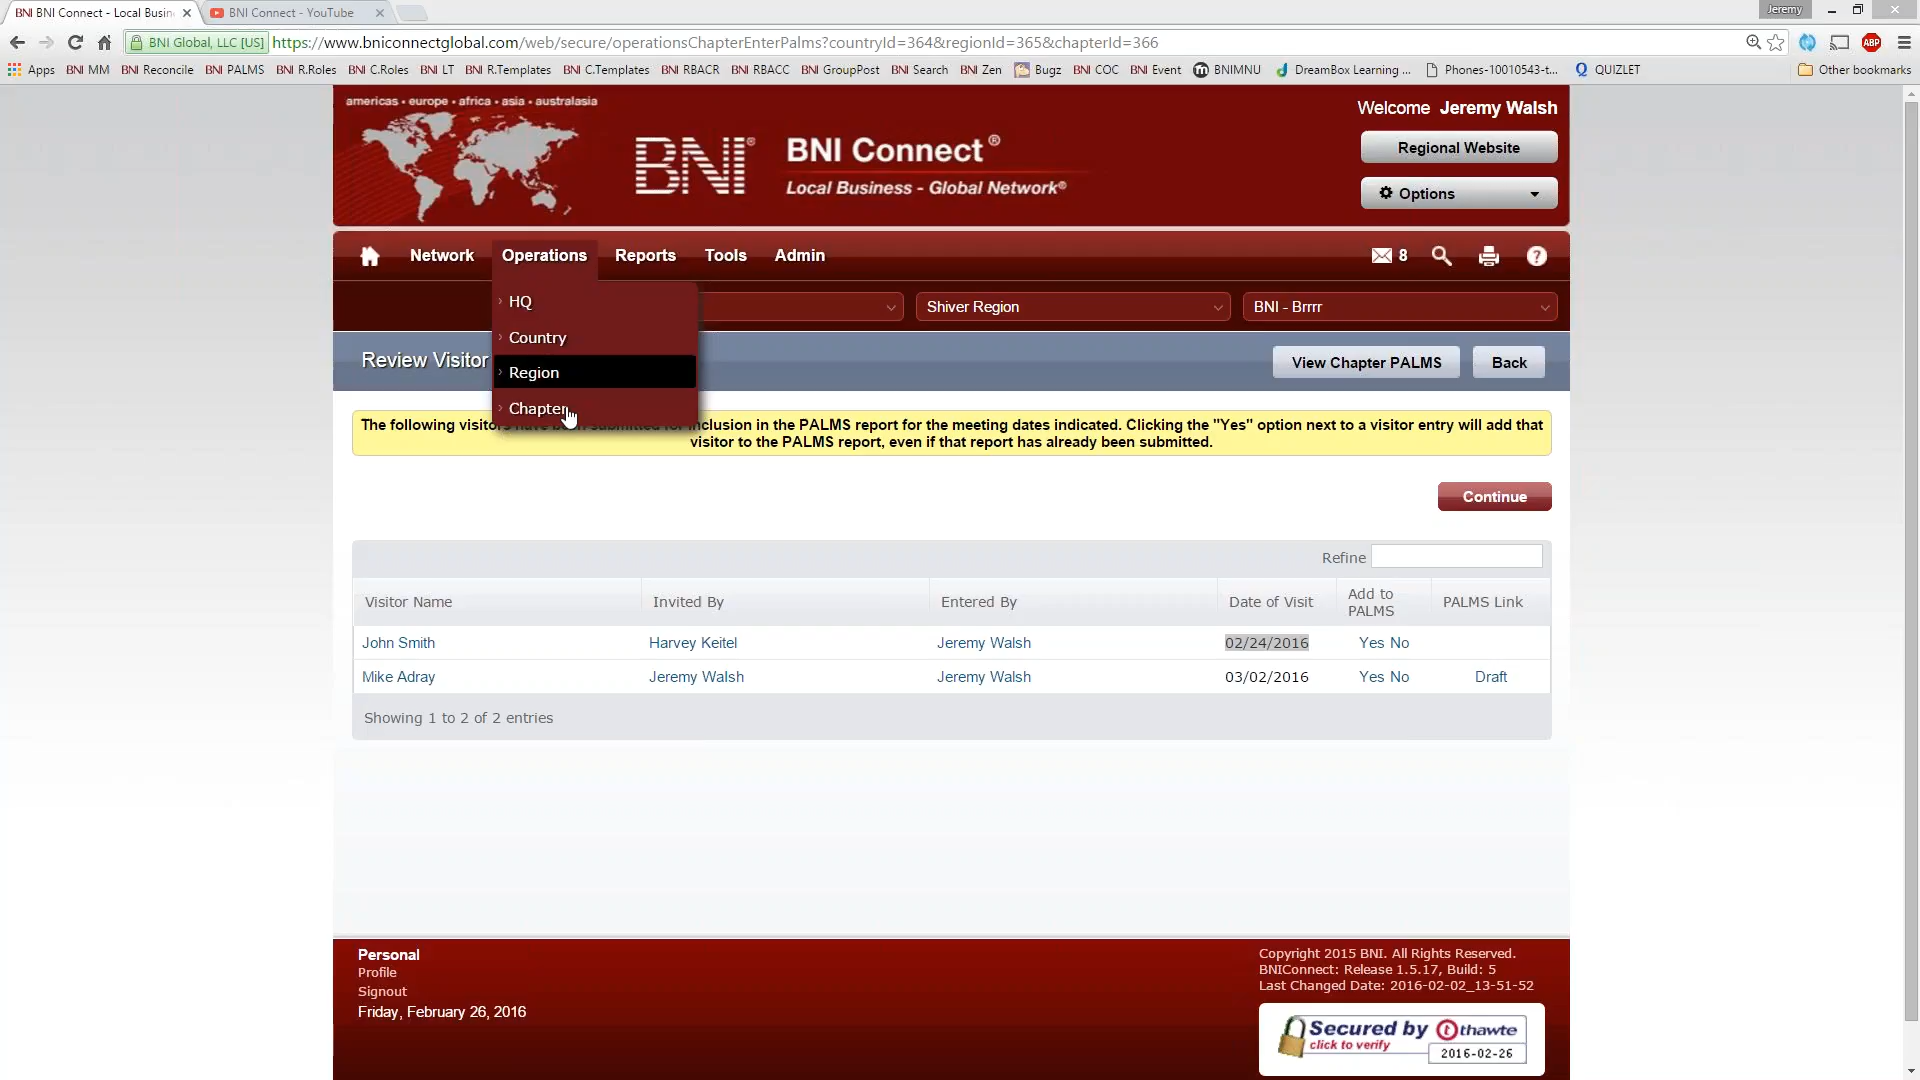 BNI BNI Connect - Local Busin
BNI Connect - YouTube
Jeremy
BNI Global, LLC [US]
https://www.bniconnectglobal.com/web/secure/operationsChapterEnterPalms?countryId=364&regionId=365&chapterId=366
ABP
Apps BNI MM BNI Reconcile BNI PALMS BNI R.Roles BNI C.Roles BNI LT BNI R.Templates BNI C.Templates BNI RBACR BNI RBACC BNI GroupPost BNI Search BNI Zen Bugz BNI COC BNI Event BNIMNU DreamBox Learning ... Phones-10010543-t... QUIZLET Other bookmarks
americas • europe • africa • asia • australasia
BNI®
BNI Connect®
Local Business - Global Network®
Welcome Jeremy Walsh
Regional Website
Options
Network Operations Reports Tools Admin 8
HQ
Country
Region
Chapter
Shiver Region
BNI - Brrrr
Review Visitor
View Chapter PALMS
Back
The following visitors have been submitted for inclusion in the PALMS report for the meeting dates indicated. Clicking the "Yes" option next to a visitor entry will add that
visitor to the PALMS report, even if that report has already been submitted.
Continue
Refine
Visitor Name Invited By Entered By Date of Visit Add to PALMS PALMS Link
John Smith Harvey Keitel Jeremy Walsh 02/24/2016 Yes No
Mike Adray Jeremy Walsh Jeremy Walsh 03/02/2016 Yes No Draft
Showing 1 to 2 of 2 entries
Personal
Profile
Signout
Friday, February 26, 2016
Copyright 2015 BNI. All Rights Reserved.
BNIConnect: Release 1.5.17, Build: 5
Last Changed Date: 2016-02-02_13-51-52
Secured by thawte
click to verify
2016-02-26